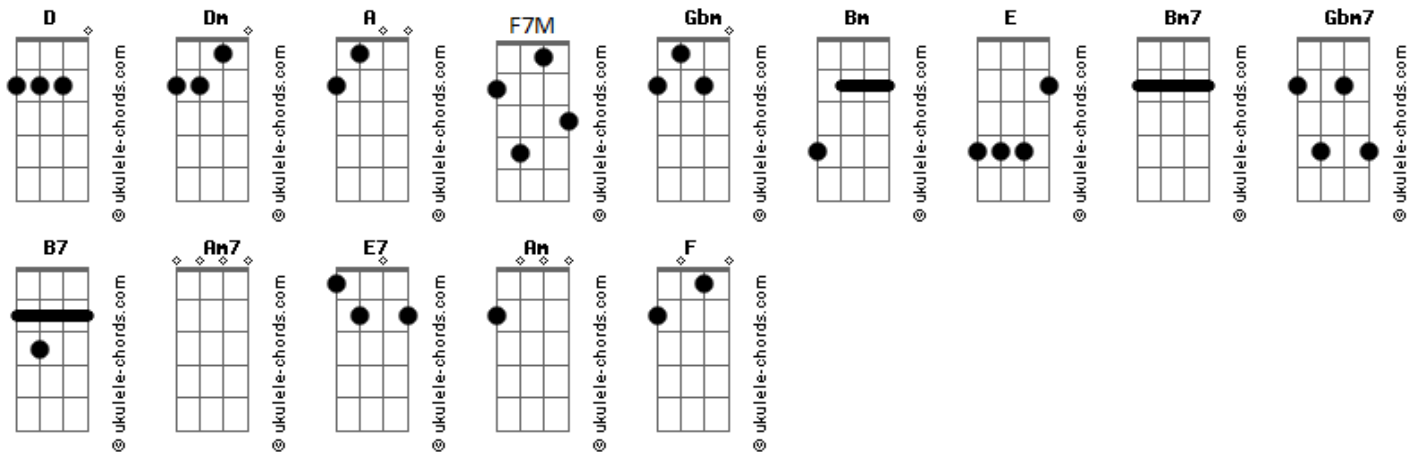 D Dm A F7M Gbm Bm E Bm7 Gbm7
© ukulele-chords.com © ukulele-chords.com © ukulele-chords.com © ukulele-chords.com © ukulele-chords.com © ukulele-chords.com © ukulele-chords.com © ukulele-chords.com © ukulele-chords.com
B7 Am7 E7 Am F
© ukulele-chords.com © ukulele-chords.com © ukulele-chords.com © ukulele-chords.com © ukulele-chords.com